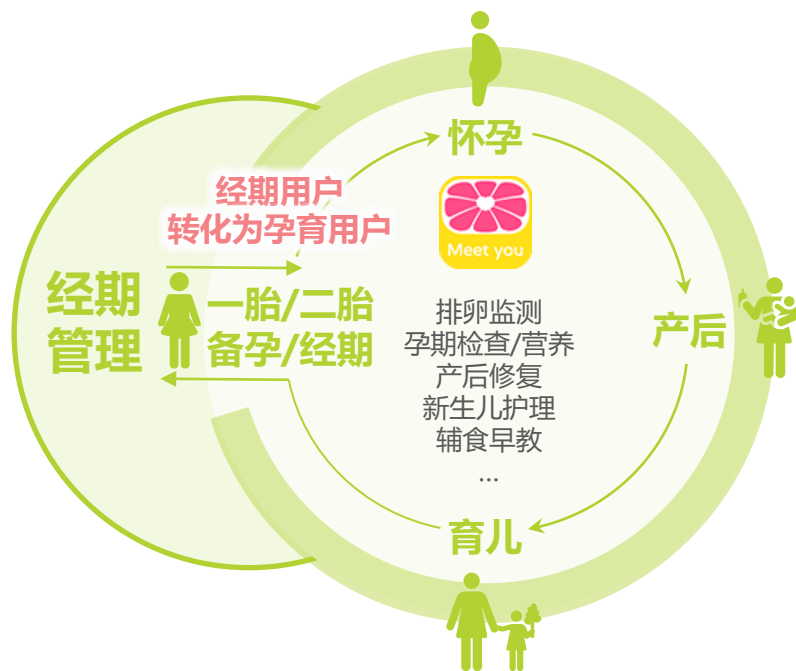 怀孕
经期用户
转化为孕育用户
Meet you
经期
管理
一胎/二胎
备孕/经期
排卵监测
孕期检查/营养
产后修复
新生儿护理
辅食早教
...
产后
育儿